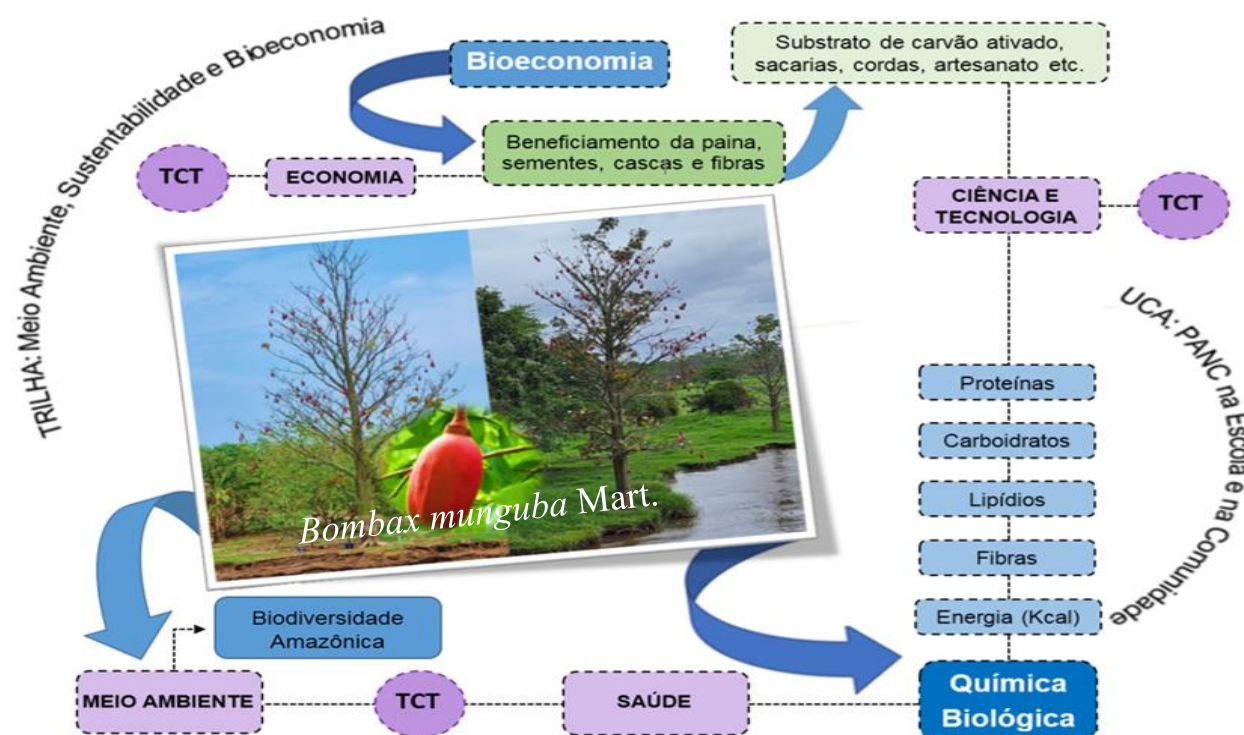 TRILHA: Meio Ambiente, Sustentabilidade e Bioeconomia
Bioeconomia
Substrato de carvão ativado,
sacarias, cordas, artesanato etc.
Beneficiamento da paina,
sementes, cascas e fibras
TCT
ECONOMIA
CIÊNCIA E
TECNOLOGIA
TCT
UCA: PANC na Escola e na Comunidade
Proteínas
Carboidratos
Lipídios
Fibras
Energia (Kcal)
Bombax munguba Mart.
Biodiversidade
Amazônica
MEIO AMBIENTE
TCT
SAÚDE
Química
Biológica